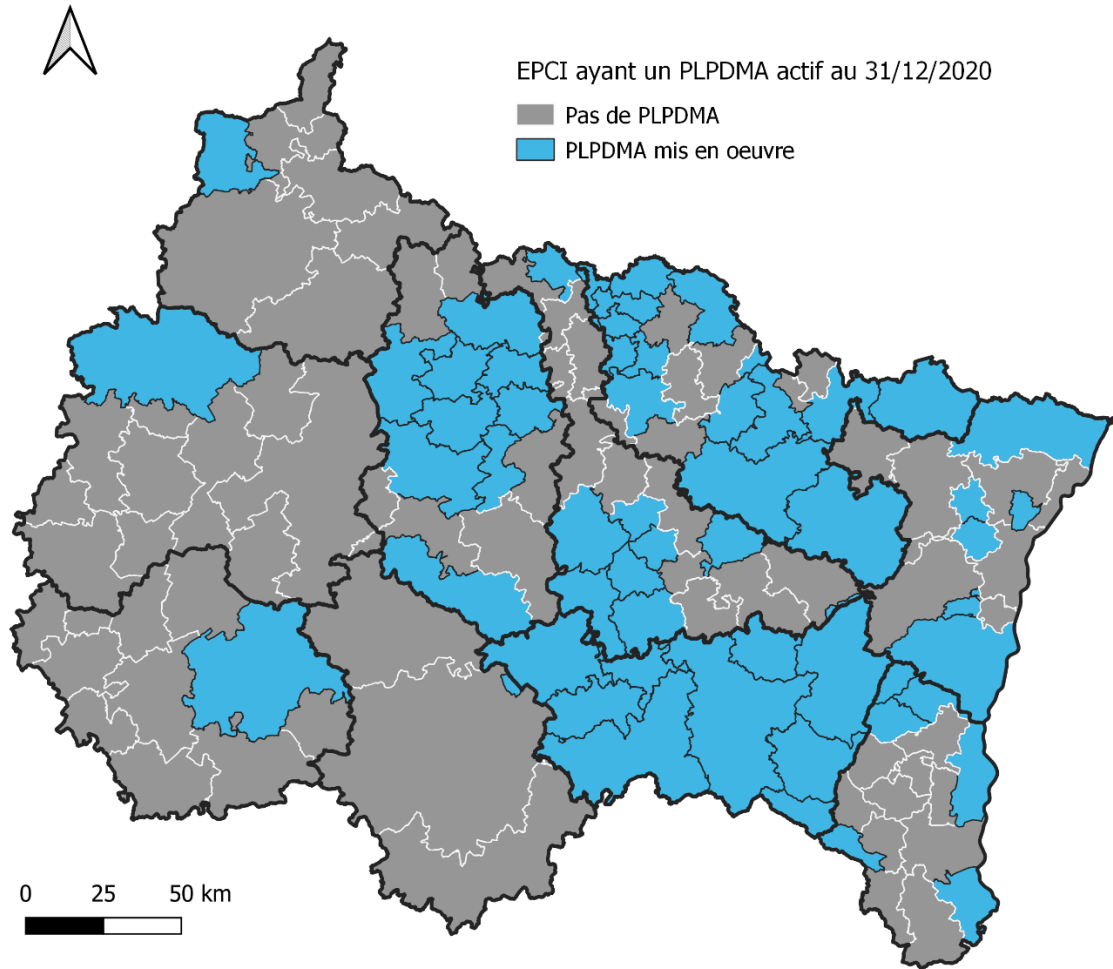 EPCI ayant un PLPDMA actif au 31/12/2020
Pas de PLPDMA
PLPDMA mis en oeuvre
0 25 50 km